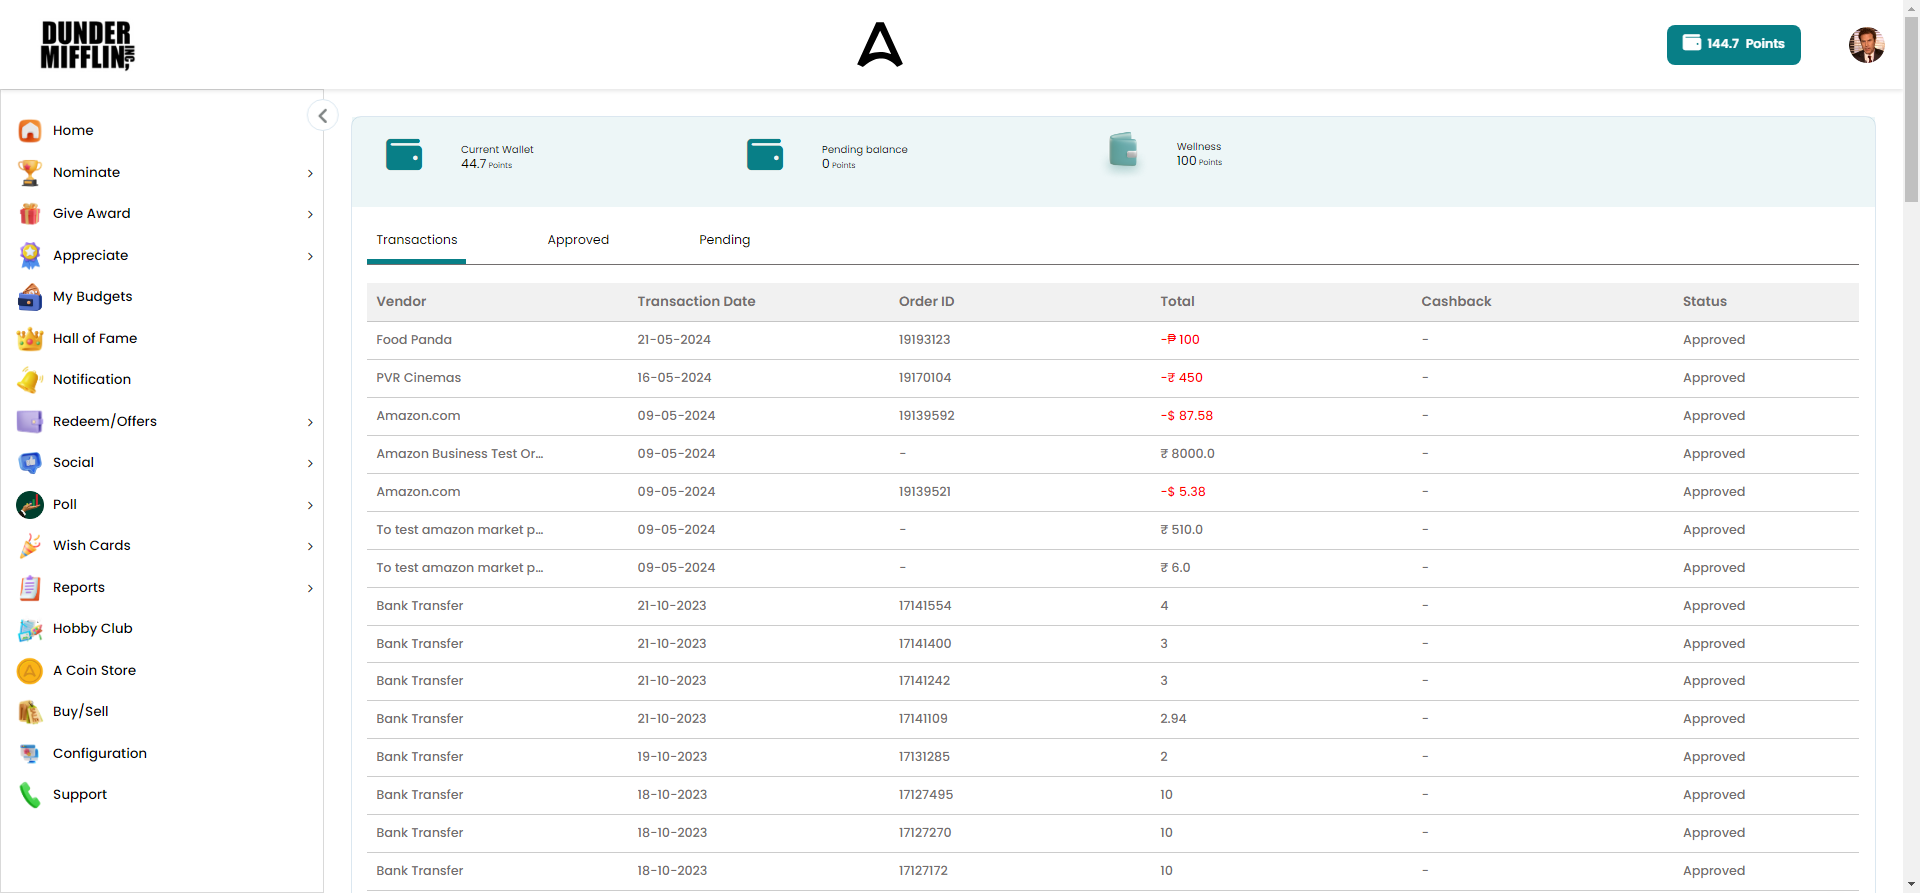 DUNDER
MIFFLIN, INC
144.7 Points
Home
Nominate
Give Award
Appreciate
My Budgets
Hall of Fame
Notification
Redeem/Offers
Social
Poll
Wish Cards
Reports
Hobby Club
A Coin Store
Buy/Sell
Configuration
Support
Current Wallet
44.7 Points
Pending balance
0 Points
Wellness
100 Points
Transactions Approved Pending
Vendor Transaction Date Order ID Total Cashback Status
Food Panda 21-05-2024 19193123 -₱ 100 - Approved
PVR Cinemas 16-05-2024 19170104 -₹ 450 - Approved
Amazon.com 09-05-2024 19139592 -$ 87.58 - Approved
Amazon Business Test Or... 09-05-2024 - ₹ 8000.0 - Approved
Amazon.com 09-05-2024 19139521 -$ 5.38 - Approved
To test amazon market p... 09-05-2024 - ₹ 510.0 - Approved
To test amazon market p... 09-05-2024 - ₹ 6.0 - Approved
Bank Transfer 21-10-2023 17141554 4 - Approved
Bank Transfer 21-10-2023 17141400 3 - Approved
Bank Transfer 21-10-2023 17141242 3 - Approved
Bank Transfer 21-10-2023 17141109 2.94 - Approved
Bank Transfer 19-10-2023 17131285 2 - Approved
Bank Transfer 18-10-2023 17127495 10 - Approved
Bank Transfer 18-10-2023 17127270 10 - Approved
Bank Transfer 18-10-2023 17127172 10 - Approved